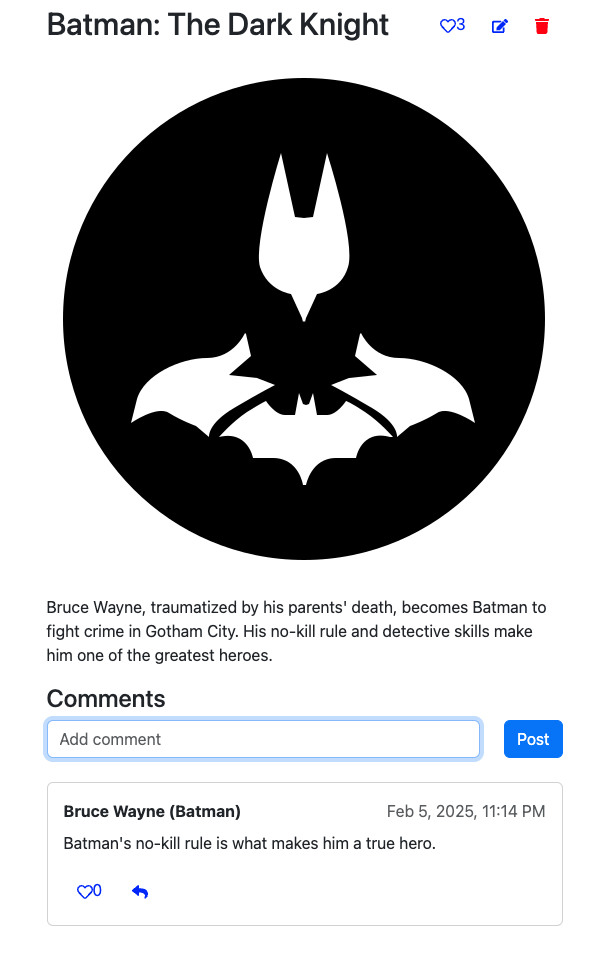 Batman: The Dark Knight
3
Bruce Wayne, traumatized by his parents' death, becomes Batman to
fight crime in Gotham City. His no-kill rule and detective skills make
him one of the greatest heroes.
Comments
Add comment
Post
Bruce Wayne (Batman)
Feb 5, 2025, 11:14 PM
Batman's no-kill rule is what makes him a true hero.
0